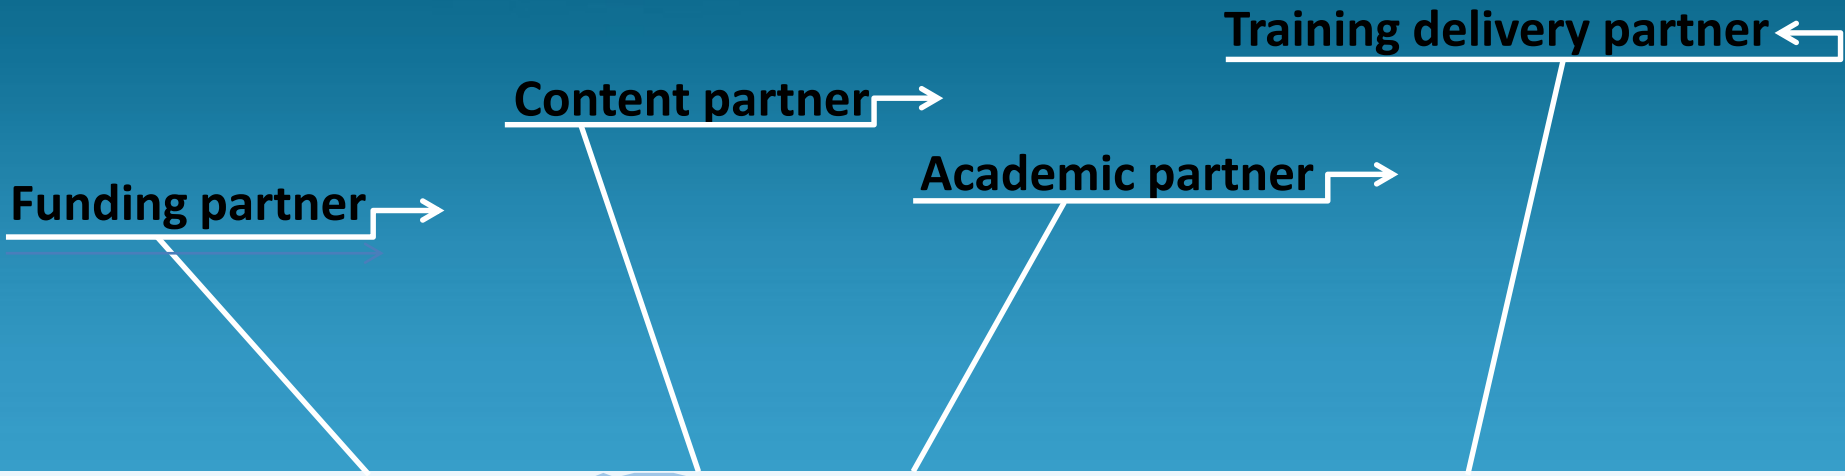 Training delivery partner
Content partner
Academic partner
Funding partner